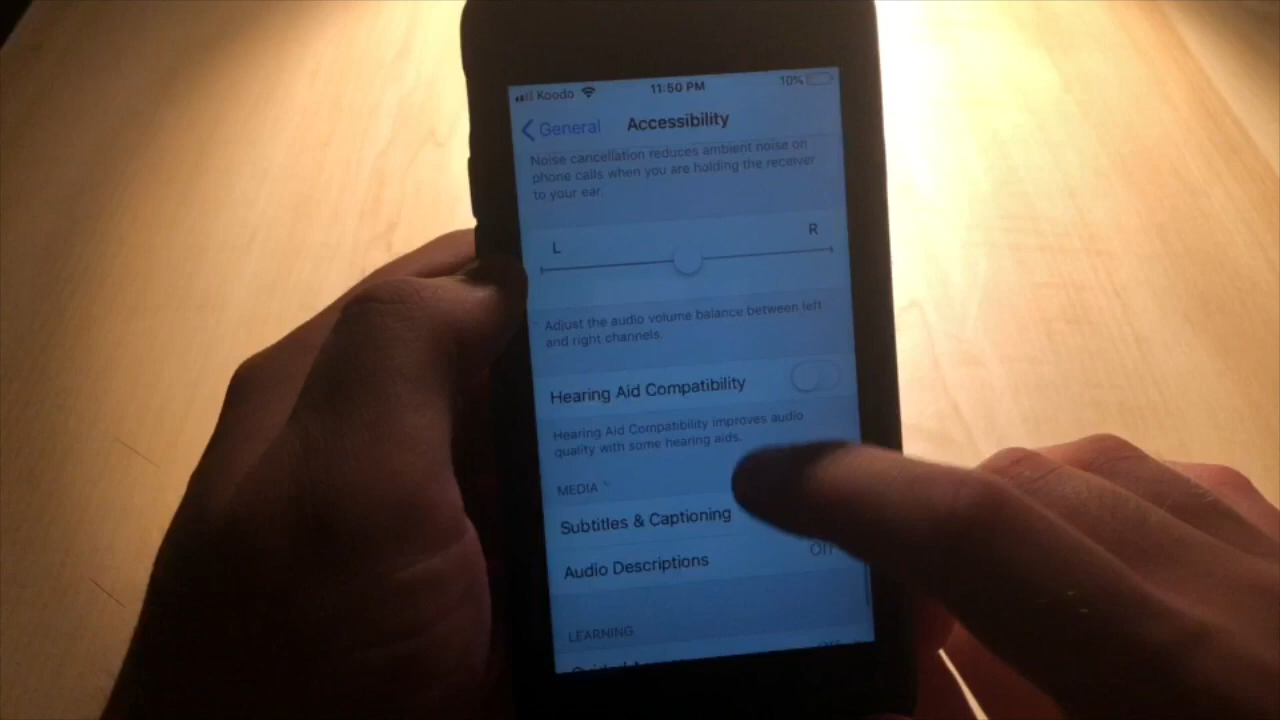 Koodo 11:50 PM 10%
General Accessibility
Noise cancellation reduces ambient noise on
phone calls when you are holding the receiver
to your ear.
L R
Adjust the audio volume balance between left
and right channels.
Hearing Aid Compatibility
Hearing Aid Compatibility improves audio
quality with some hearing aids.
MEDIA
Subtitles & Captioning
Audio Descriptions Off
LEARNING